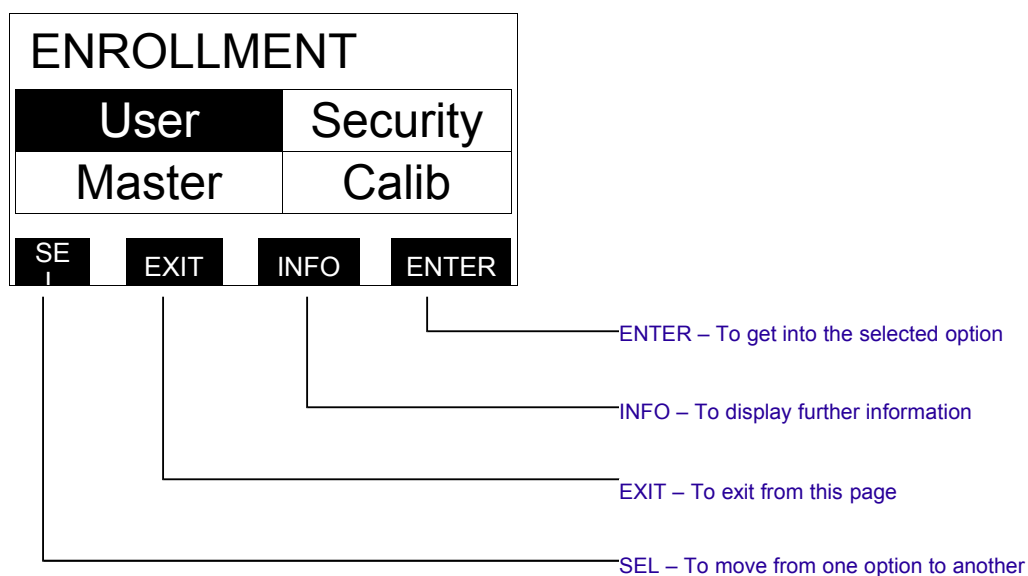 ENROLLMENT
User Security
Master Calib
SE
L
EXIT INFO ENTER
ENTER – To get into the selected option
INFO – To display further information
EXIT – To exit from this page
SEL – To move from one option to another